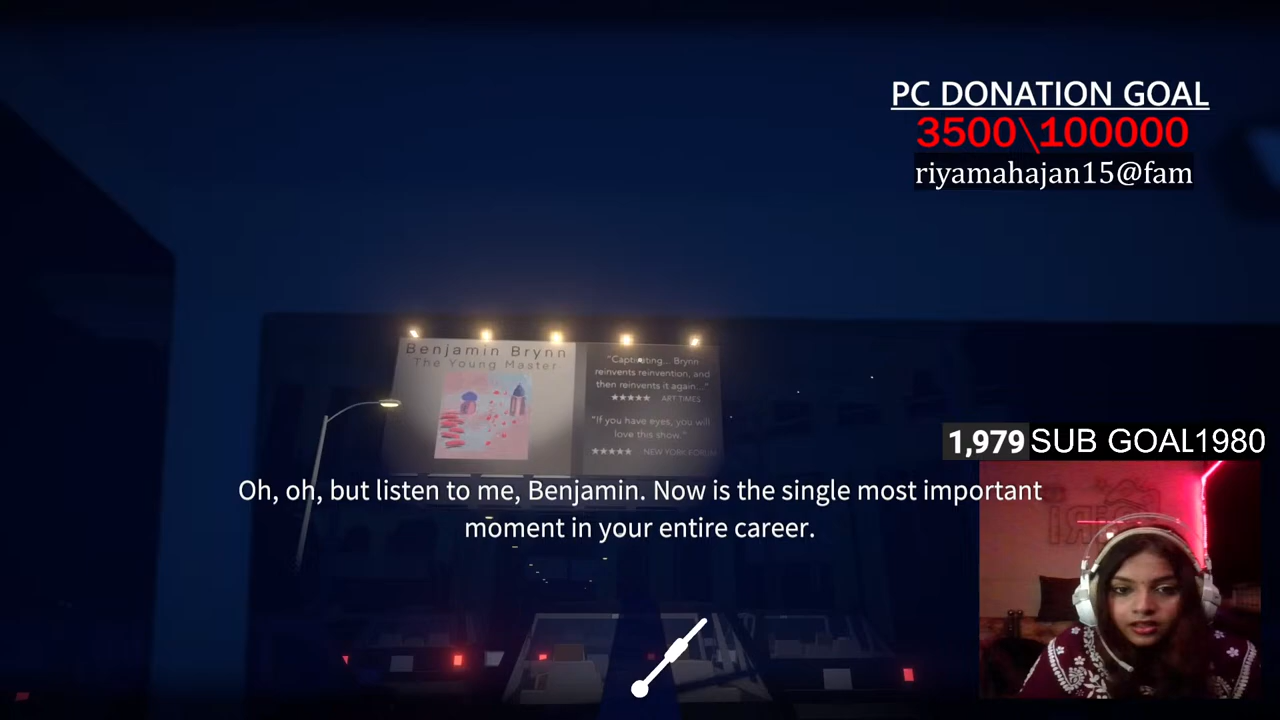 PC DONATION GOAL
3500\100000
riyamahajan15@fam
Benjamin Brynn
The Young Master
"Captivating... Brynn
reinvents reinvention, and
then reinvents it again..."
★★★★★ ART TIMES
"If you have eyes, you will
love this show."
★★★★★ NEW YORK FORUM
1,979 SUB GOAL1980
Oh, oh, but listen to me, Benjamin. Now is the single most important
moment in your entire career.